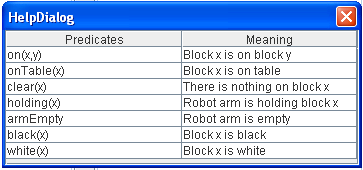 HelpDialog
Predicates Meaning
on(x,y) Block x is on block y
onTable(x) Block x is on table
clear(x) There is nothing on block x
holding(x) Robot arm is holding block x
armEmpty Robot arm is empty
black(x) Block x is black
white(x) Block x is white